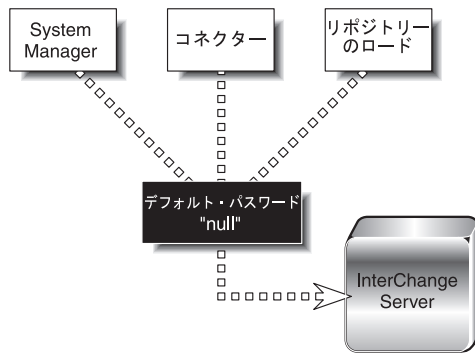 System
Manager
コネクター
リポジトリー
のロード
デフォルト・パスワード
"null"
InterChange
Server